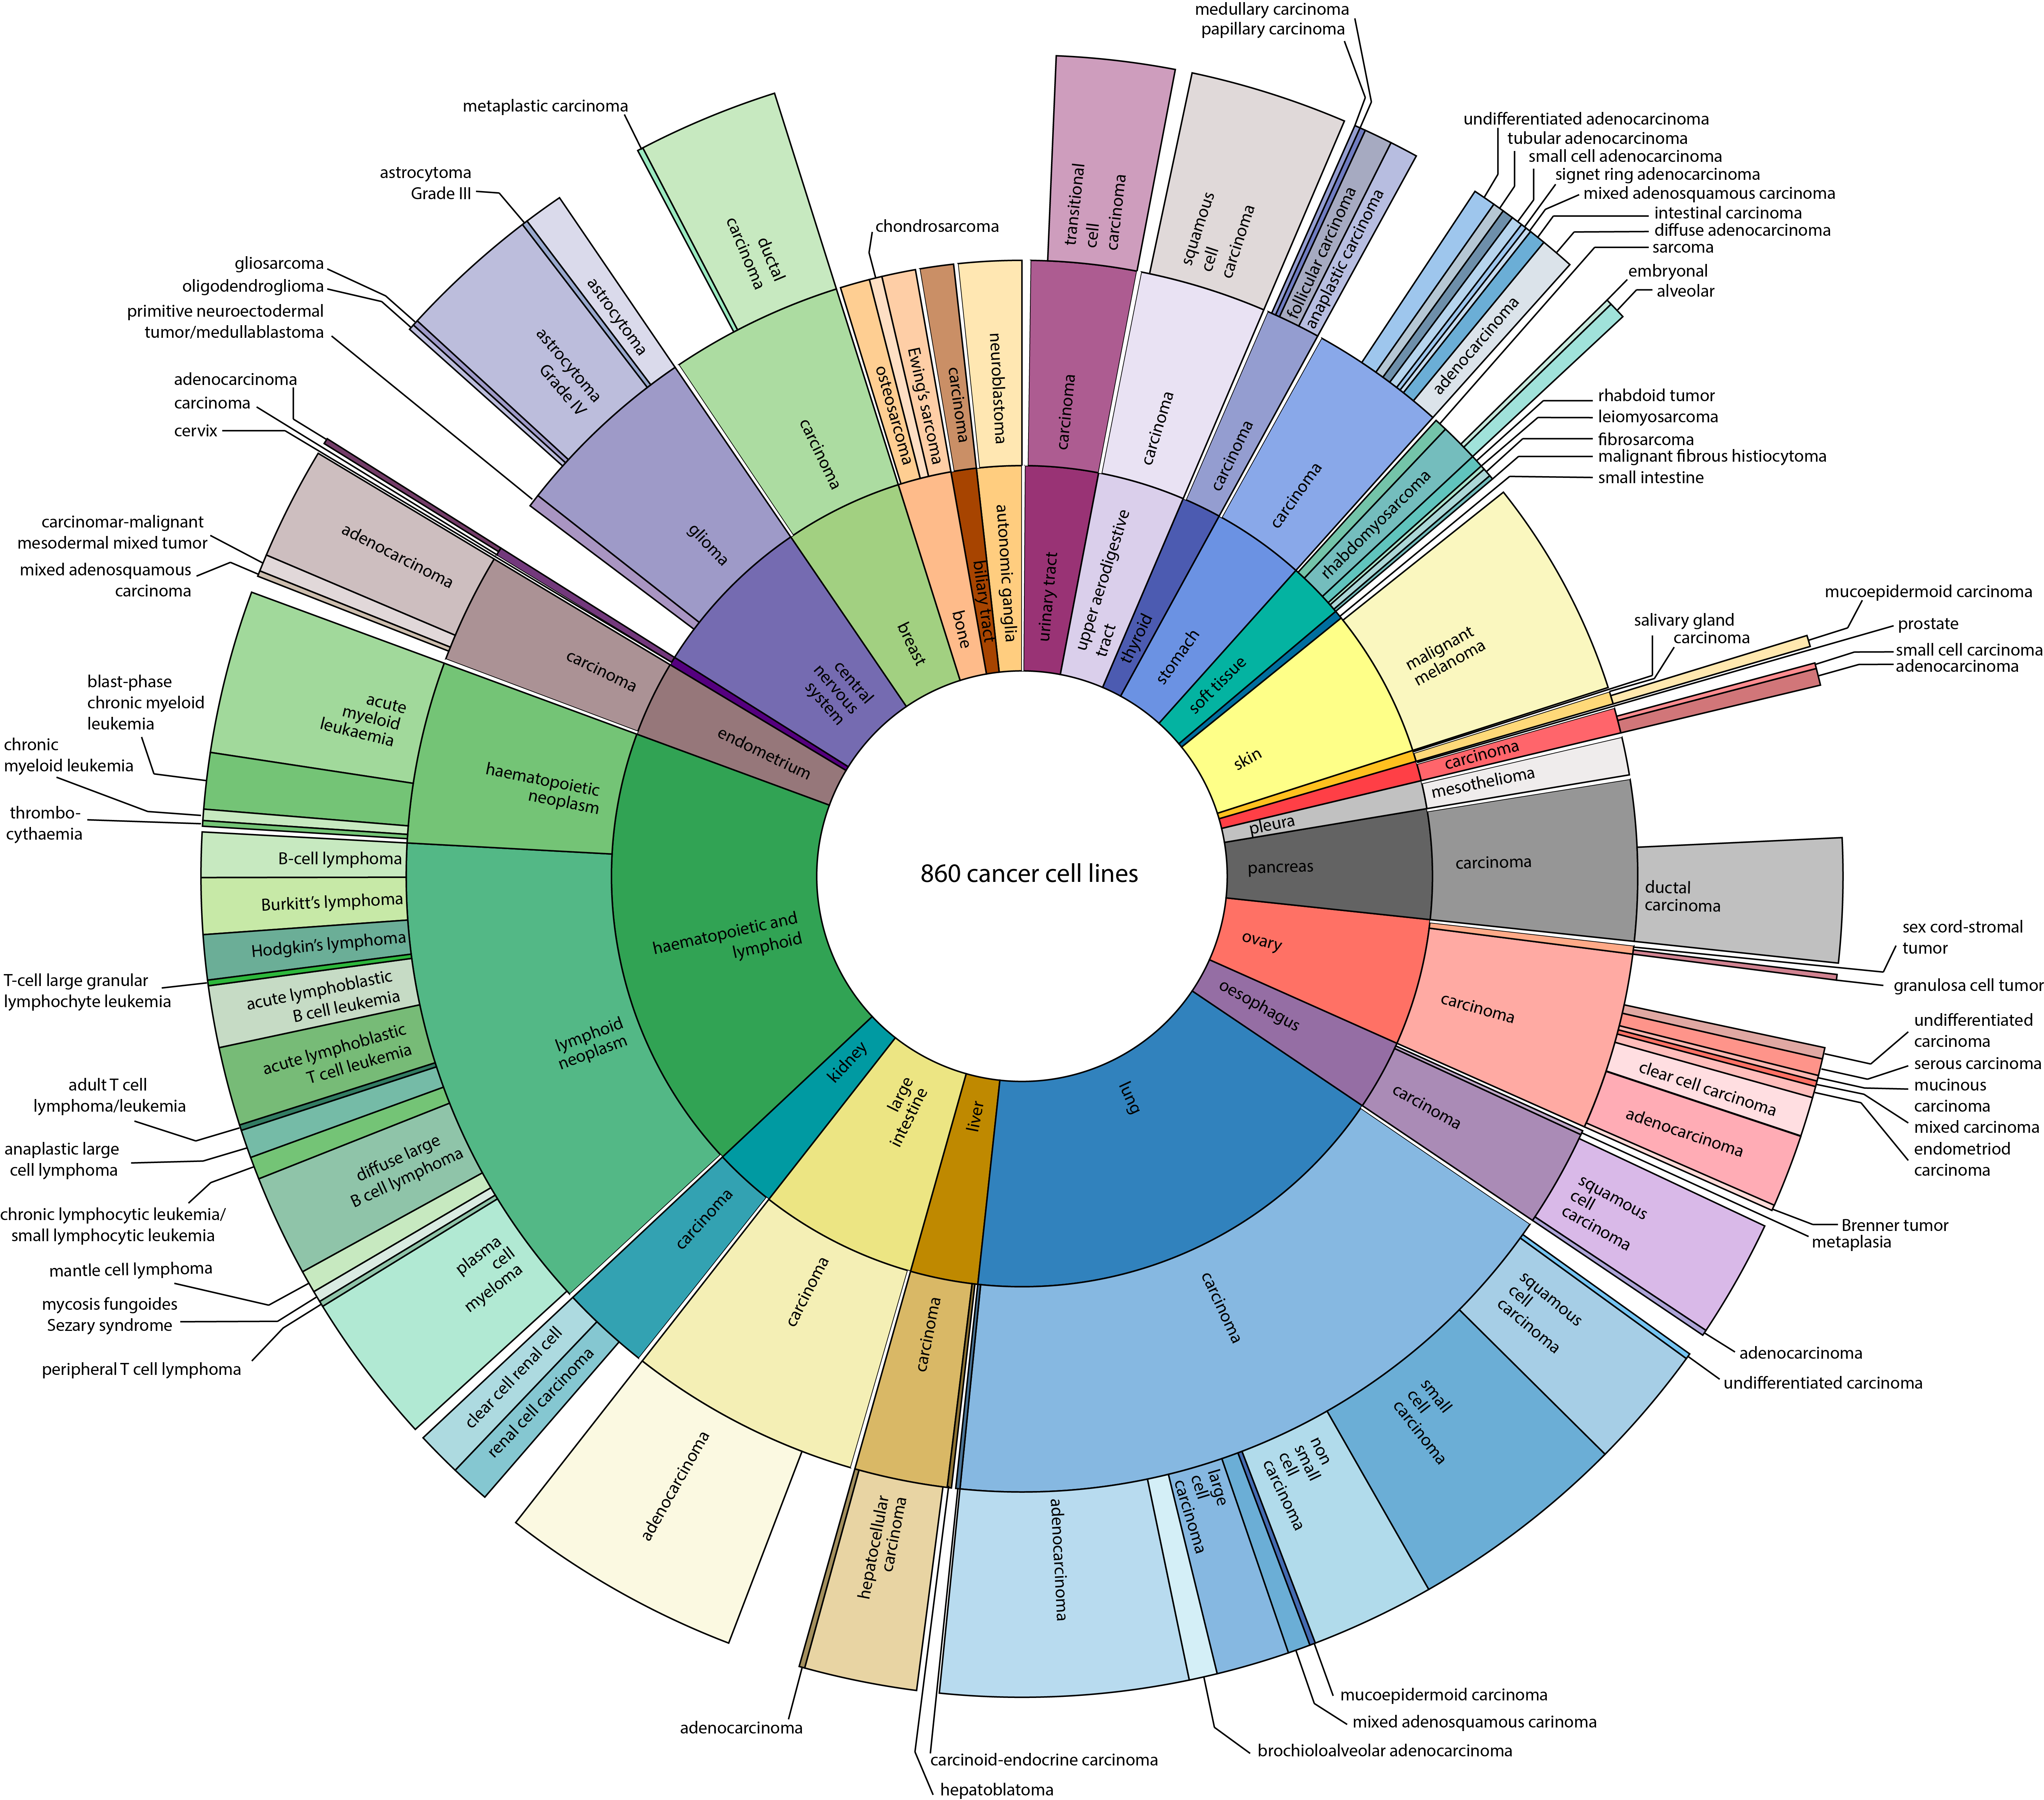 860 cancer cell lines
medullary carcinoma
papillary carcinoma
transitional
cell
carcinoma
squamous
cell
carcinoma
follicular carcinoma
anaplastic carcinoma
undifferentiated adenocarcinoma
tubular adenocarcinoma
small cell adenocarcinoma
signet ring adenocarcinoma
mixed adenosquamous carcinoma
intestinal carcinoma
diffuse adenocarcinoma
sarcoma
adenocarcinoma
embryonal
alveolar
rhabdoid tumor
leiomyosarcoma
fibrosarcoma
malignant fibrous histiocytoma
small intestine
carcinoma
carcinoma
carcinoma
carcinoma
rhabdomyosarcoma
urinary tract
upper aerodigestive
tract
thyroid
stomach
soft tissue
skin
malignant
melanoma
salivary gland
carcinoma
mucoepidermoid carcinoma
prostate
small cell carcinoma
adenocarcinoma
carcinoma
mesothelioma
pleura
pancreas
carcinoma
ductal
carcinoma
sex cord-stromal
tumor
granulosa cell tumor
ovary
carcinoma
undifferentiated
carcinoma
serous carcinoma
mucinous
carcinoma
mixed carcinoma
endometriod
carcinoma
clear cell carcinoma
adenocarcinoma
Brenner tumor
metaplasia
oesophagus
carcinoma
squamous
cell
carcinoma
adenocarcinoma
undifferentiated carcinoma
lung
carcinoma
squamous
cell
carcinoma
small
cell
carcinoma
non
small
cell
carcinoma
large
cell
carcinoma
adenocarcinoma
mucoepidermoid carcinoma
mixed adenosquamous carinoma
brochioloalveolar adenocarcinoma
carcinoid-endocrine carcinoma
hepatoblatoma
liver
carcinoma
hepatocellular
carcinoma
adenocarcinoma
large
intestine
carcinoma
adenocarcinoma
kidney
carcinoma
clear cell renal cell
renal cell carcinoma
haematopoietic and
lymphoid
lymphoid
neoplasm
plasma
cell
myeloma
peripheral T cell lymphoma
mycosis fungoides
Sezary syndrome
mantle cell lymphoma
diffuse large
B cell lymphoma
chronic lymphocytic leukemia/
small lymphocytic leukemia
anaplastic large
cell lymphoma
adult T cell
lymphoma/leukemia
acute lymphoblastic
T cell leukemia
acute lymphoblastic
B cell leukemia
T-cell large granular
lymphochyte leukemia
Hodgkin's lymphoma
Burkitt's lymphoma
B-cell lymphoma
haematopoietic
neoplasm
thrombo-
cythaemia
chronic
myeloid leukemia
blast-phase
chronic myeloid
leukemia
acute
myeloid
leukaemia
endometrium
carcinoma
mixed adenosquamous
carcinoma
carcinomar-malignant
mesodermal mixed tumor
adenocarcinoma
cervix
carcinoma
adenocarcinoma
central
nervous
system
glioma
primitive neuroectodermal
tumor/medullablastoma
oligodendroglioma
gliosarcoma
astrocytoma
Grade IV
astrocytoma
Grade III
astrocytoma
breast
carcinoma
metaplastic carcinoma
ductal
carcinoma
bone
osteosarcoma
chondrosarcoma
Ewing's sarcoma
biliary tract
carcinoma
autonomic ganglia
neuroblastoma